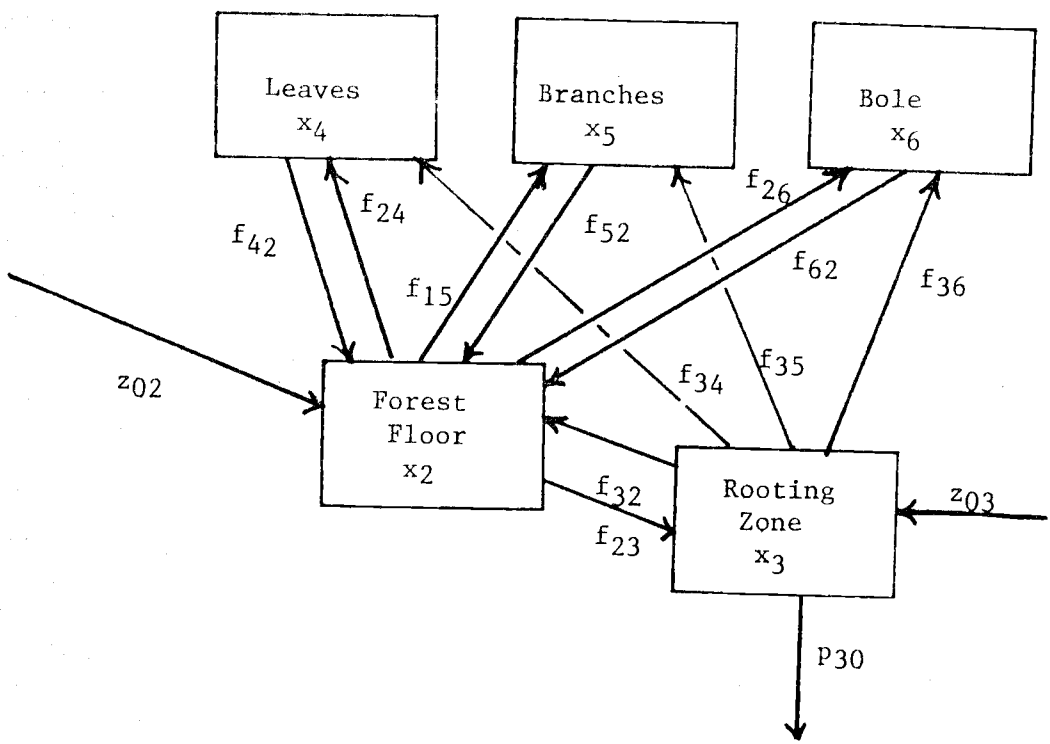 Leaves
x4
Branches
x5
Bole
x6
f24
f26
f42
f52
f62
f15
f36
z02
f34
f35
Forest
Floor
x2
f32
f23
Rooting
Zone
x3
z03
p30